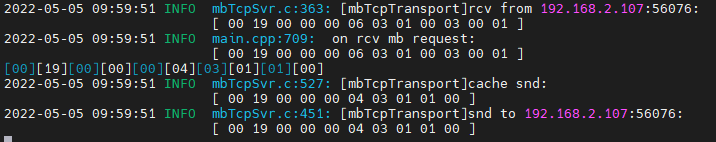 2022-05-05 09:59:51 INFO mbTcpSvr.c:363: [mbTcpTransport]rcv from 192.168.2.107:56076:
[ 00 19 00 00 00 06 03 01 00 03 00 01 ]
2022-05-05 09:59:51 INFO main.cpp:709: on rcv mb request:
[ 00 19 00 00 00 06 03 01 00 03 00 01 ]
[00][19][00][00][00][04][03][01][01][00]
2022-05-05 09:59:51 INFO mbTcpSvr.c:527: [mbTcpTransport]cache snd:
[ 00 19 00 00 00 04 03 01 01 00 ]
2022-05-05 09:59:51 INFO mbTcpSvr.c:451: [mbTcpTransport]snd to 192.168.2.107:56076:
[ 00 19 00 00 00 04 03 01 01 00 ]